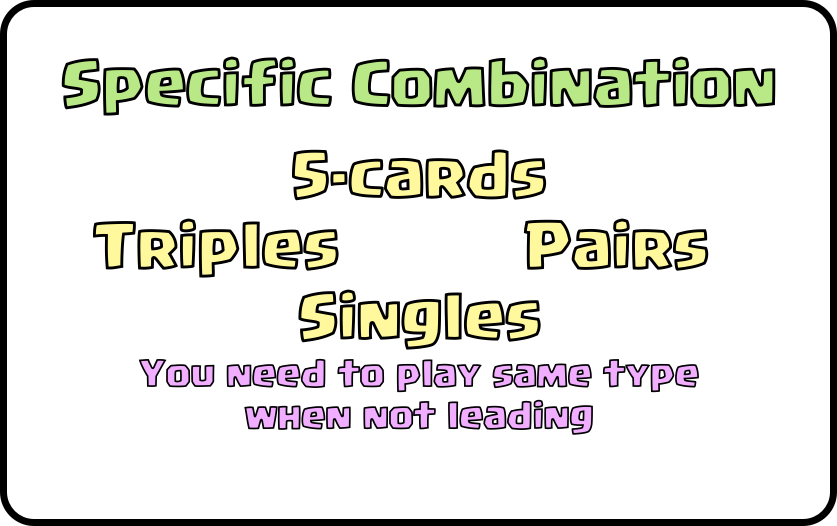 Specific Combination
5-cards
Triples Pairs
Singles
You need to play same type
when not leading